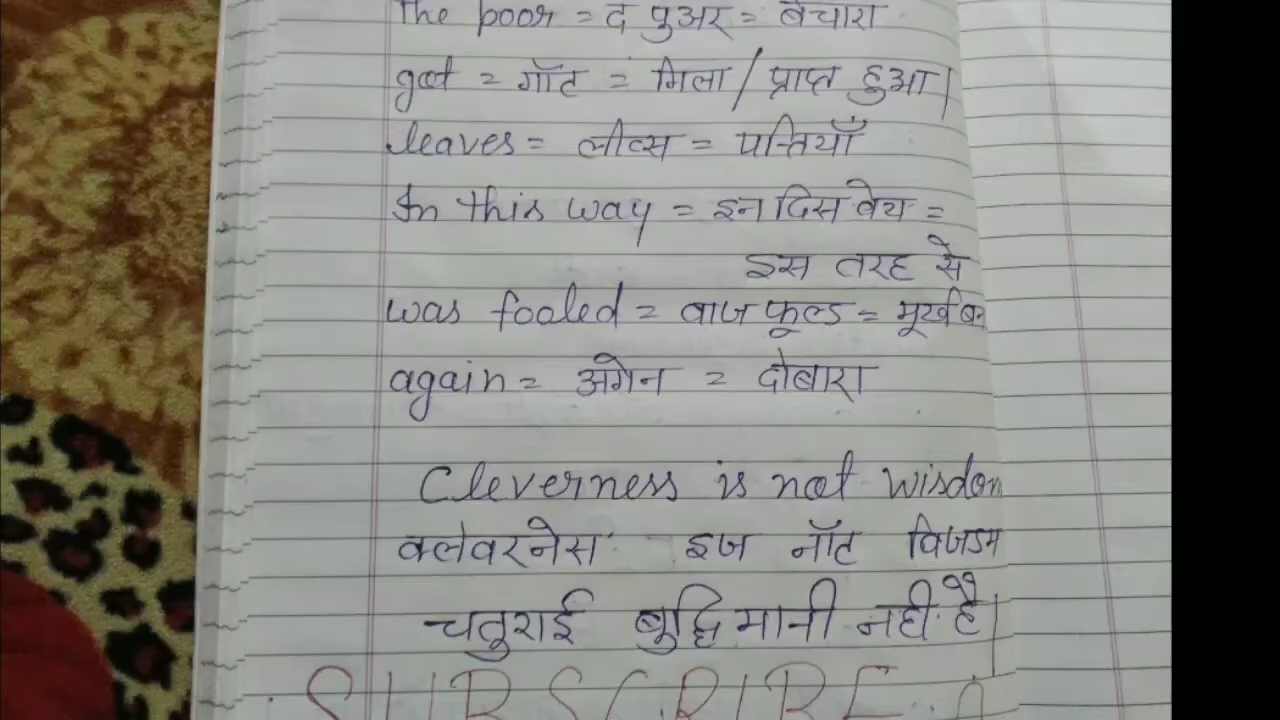 the poor = द पुअर = बेचारा
got = गॉट = मिला / प्राप्त हुआ |
leaves = लीव्स = पत्तियाँ
In this way = इन दिस वेय =
इस तरह से
was fooled = वाज फूल्ड = मूर्ख बन
again = अगेन = दोबारा
Cleverness is not wisdom
क्लेवरनेस इज नॉट विजडम
चतुराई बुद्धिमानी नहीं है|
SUBSCRIBE